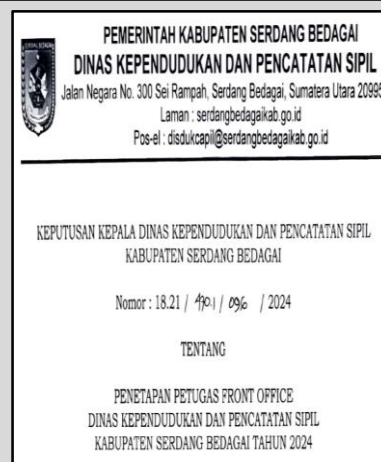 PEMERINTAH KABUPATEN SERDANG BEDAGAI
DINAS KEPENDUDUKAN DAN PENCATATAN SIPIL
Jalan Negara No. 300 Sei Rampah, Serdang Bedagai, Sumatera Utara 20995
Laman : serdangbedagaikab.go.id
Pos-el : disdukcapil@serdangbedagaikab.go.id
KEPUTUSAN KEPALA DINAS KEPENDUDUKAN DAN PENCATATAN SIPIL
KABUPATEN SERDANG BEDAGAI
Nomor : 18.21 / 470.1 / 096 / 2024
TENTANG
PENETAPAN PETUGAS FRONT OFFICE
DINAS KEPENDUDUKAN DAN PENCATATAN SIPIL
KABUPATEN SERDANG BEDAGAI TAHUN 2024